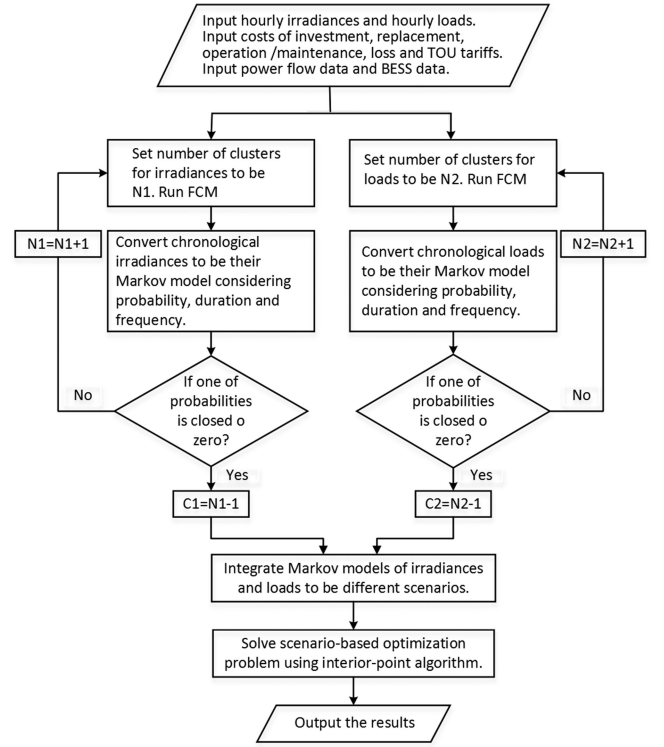 Input hourly irradiances and hourly loads.
Input costs of investment, replacement,
operation /maintenance, loss and TOU tariffs.
Input power flow data and BESS data.
Set number of clusters
for irradiances to be
N1. Run FCM
Set number of clusters for
loads to be N2. Run FCM
N1=N1+1
Convert chronological
irradiances to be their
Markov model considering
probability, duration and
frequency.
Convert chronological loads
to be their Markov model
considering probability,
duration and frequency.
N2=N2+1
If one of
probabilities
is closed o
zero?
No
Yes
If one of
probabilities
is closed o
zero?
No
Yes
C1=N1-1
C2=N2-1
Integrate Markov models of irradiances
and loads to be different scenarios.
Solve scenario-based optimization
problem using interior-point algorithm.
Output the results